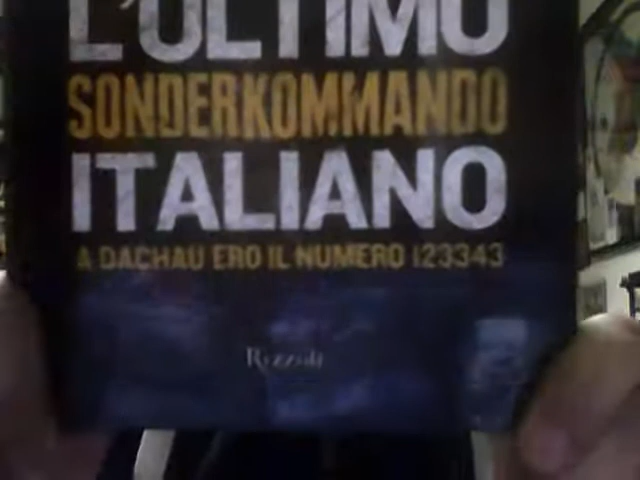 L'ULTIMO
SONDERKOMMANDO
ITALIANO
A DACHAU ERO IL NUMERO 123343
Rizzoli